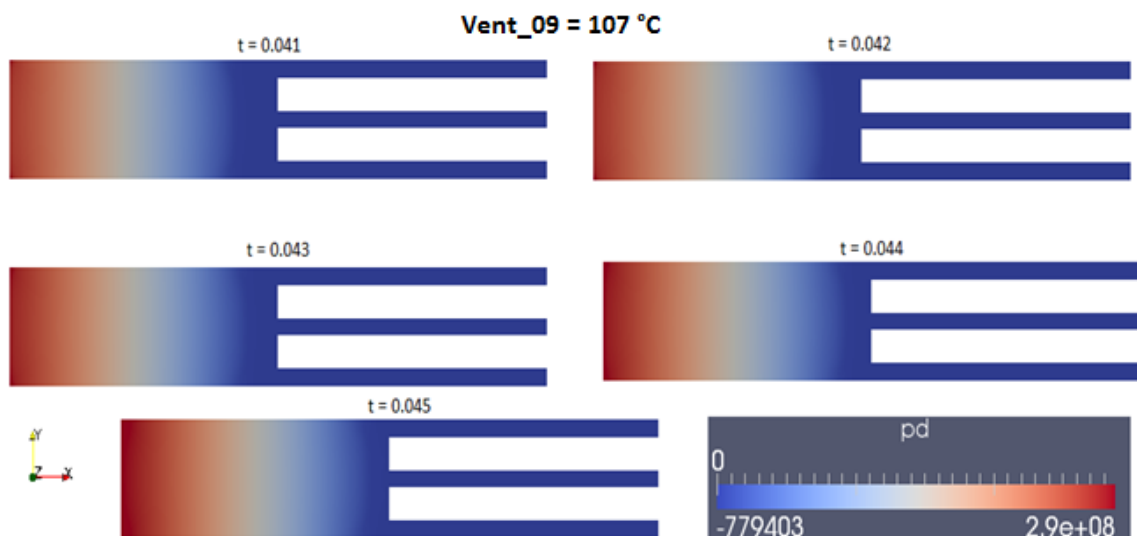 Vent_09 = 107 °C
t = 0.041
t = 0.042
t = 0.043
t = 0.044
t = 0.045
Y
Z
X
pd
0
-779403
2.9e+08